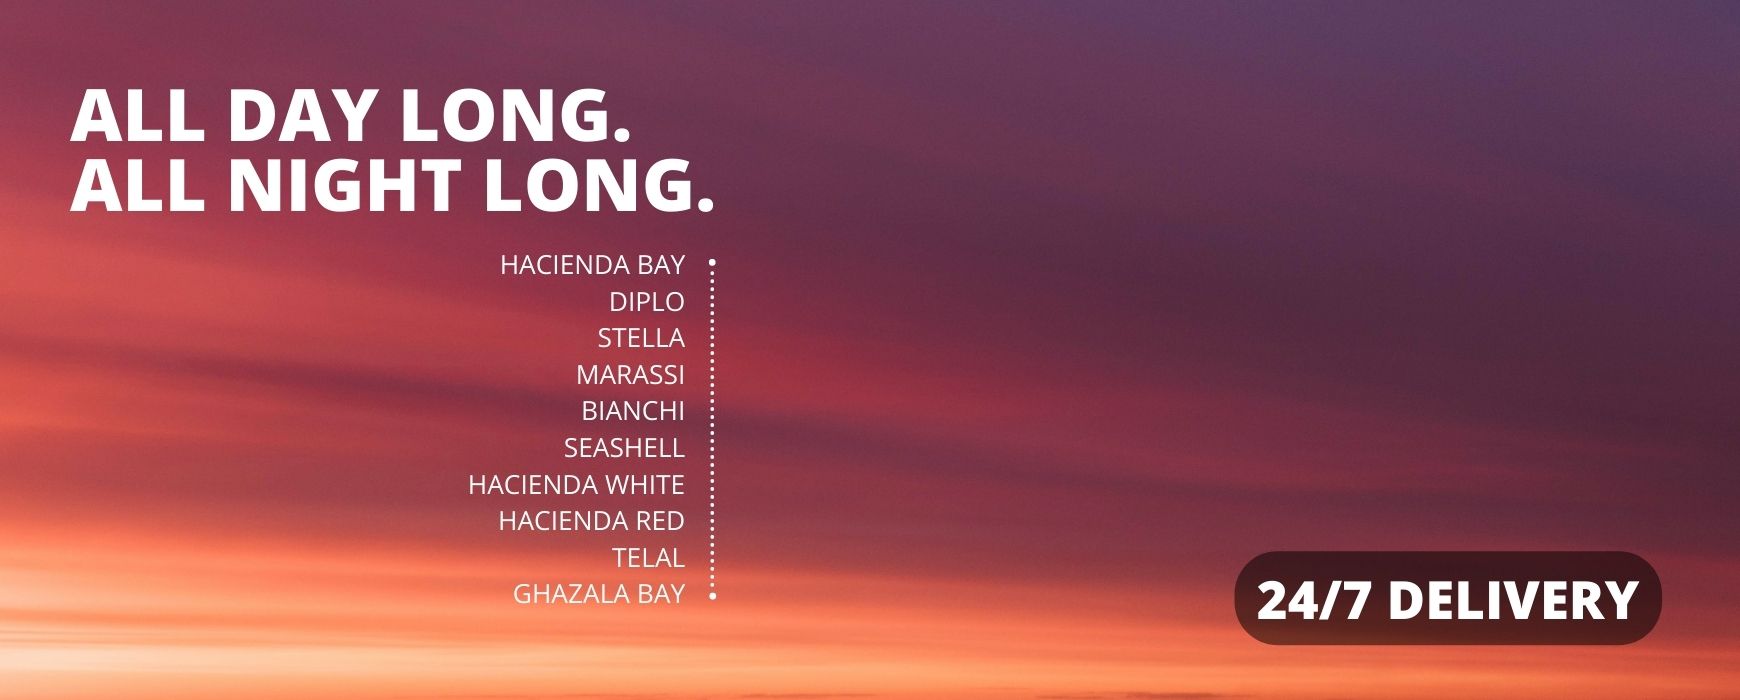 ALL DAY LONG.
ALL NIGHT LONG.
HACIENDA BAY
DIPLO
STELLA
MARASSI
BIANCHI
SEASHELL
HACIENDA WHITE
HACIENDA RED
TELAL
GHAZALA BAY
24/7 DELIVERY